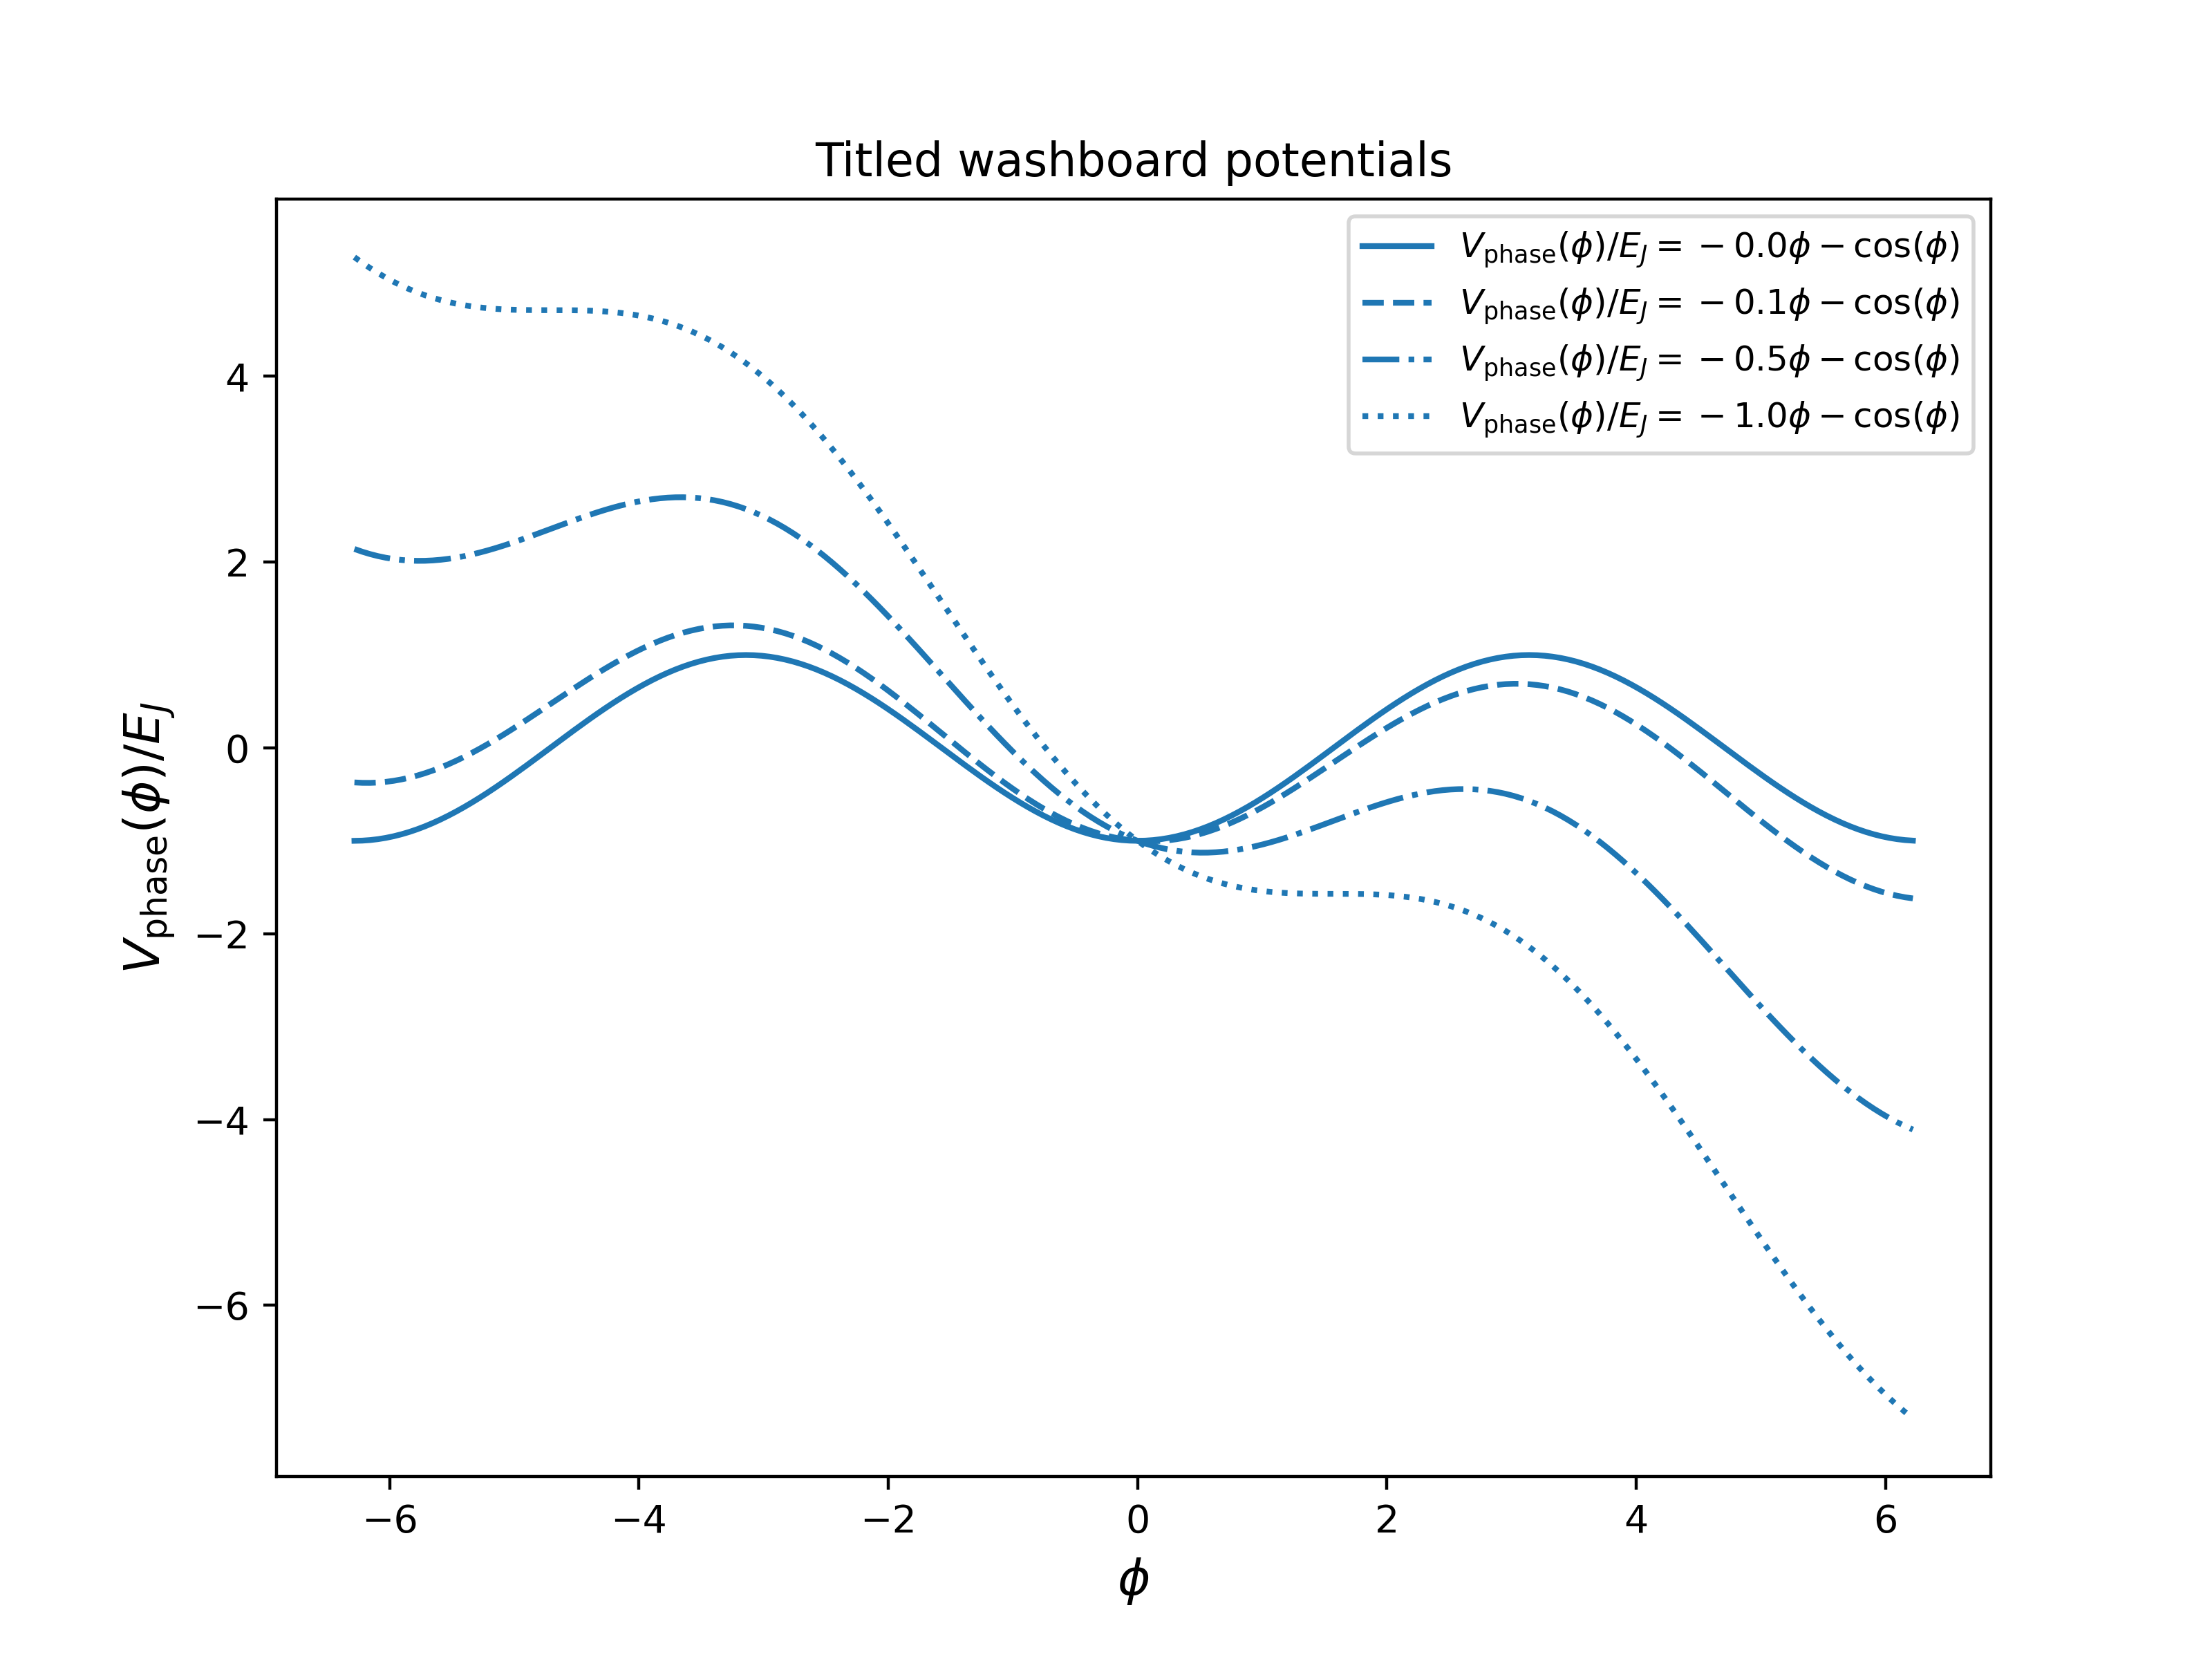 Titled washboard potentials
V_phase(ϕ)/E_J = − 0.0ϕ − cos(ϕ)
V_phase(ϕ)/E_J = − 0.1ϕ − cos(ϕ)
V_phase(ϕ)/E_J = − 0.5ϕ − cos(ϕ)
V_phase(ϕ)/E_J = − 1.0ϕ − cos(ϕ)
V_phase(ϕ)/E_J
4
2
0
−2
−4
−6
−6 −4 −2 0 2 4 6
ϕ